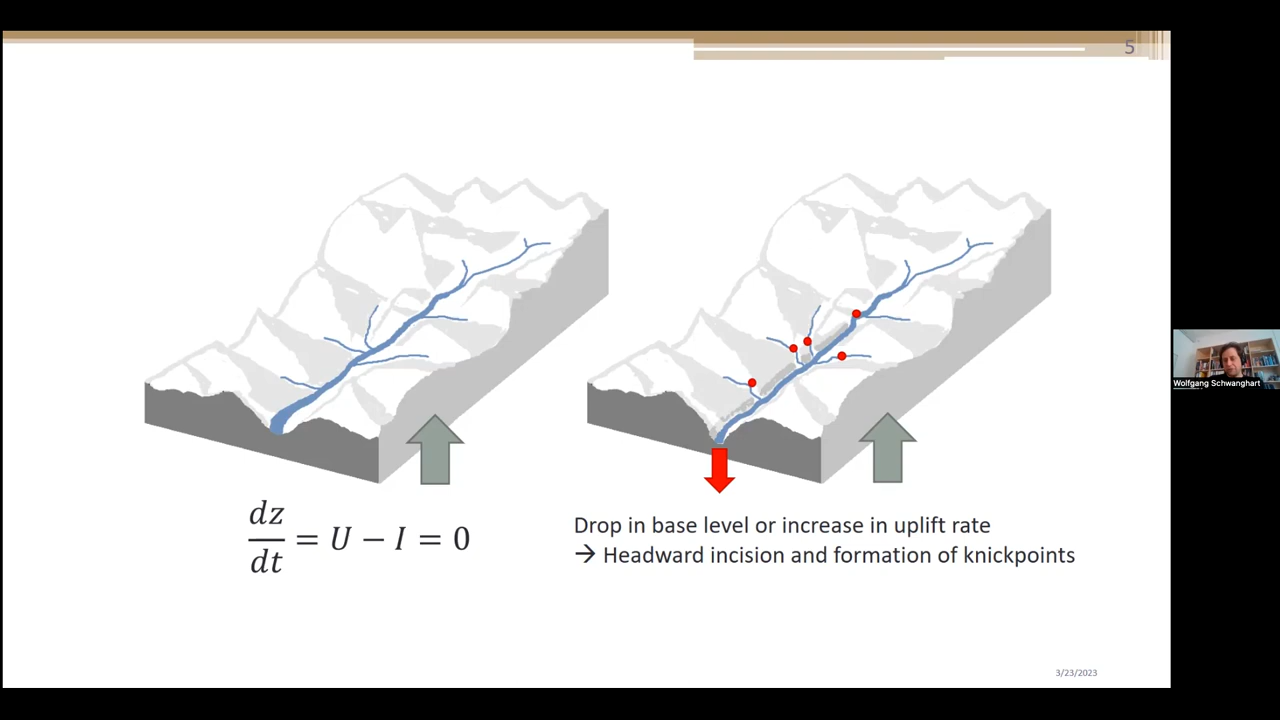 5
Wolfgang Schwanghart
dz
dt
= U − I = 0
Drop in base level or increase in uplift rate
→ Headward incision and formation of knickpoints
3/23/2023